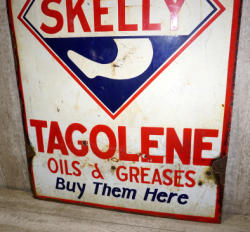 SKELLY
TAGOLENE
OILS & GREASES
Buy Them Here